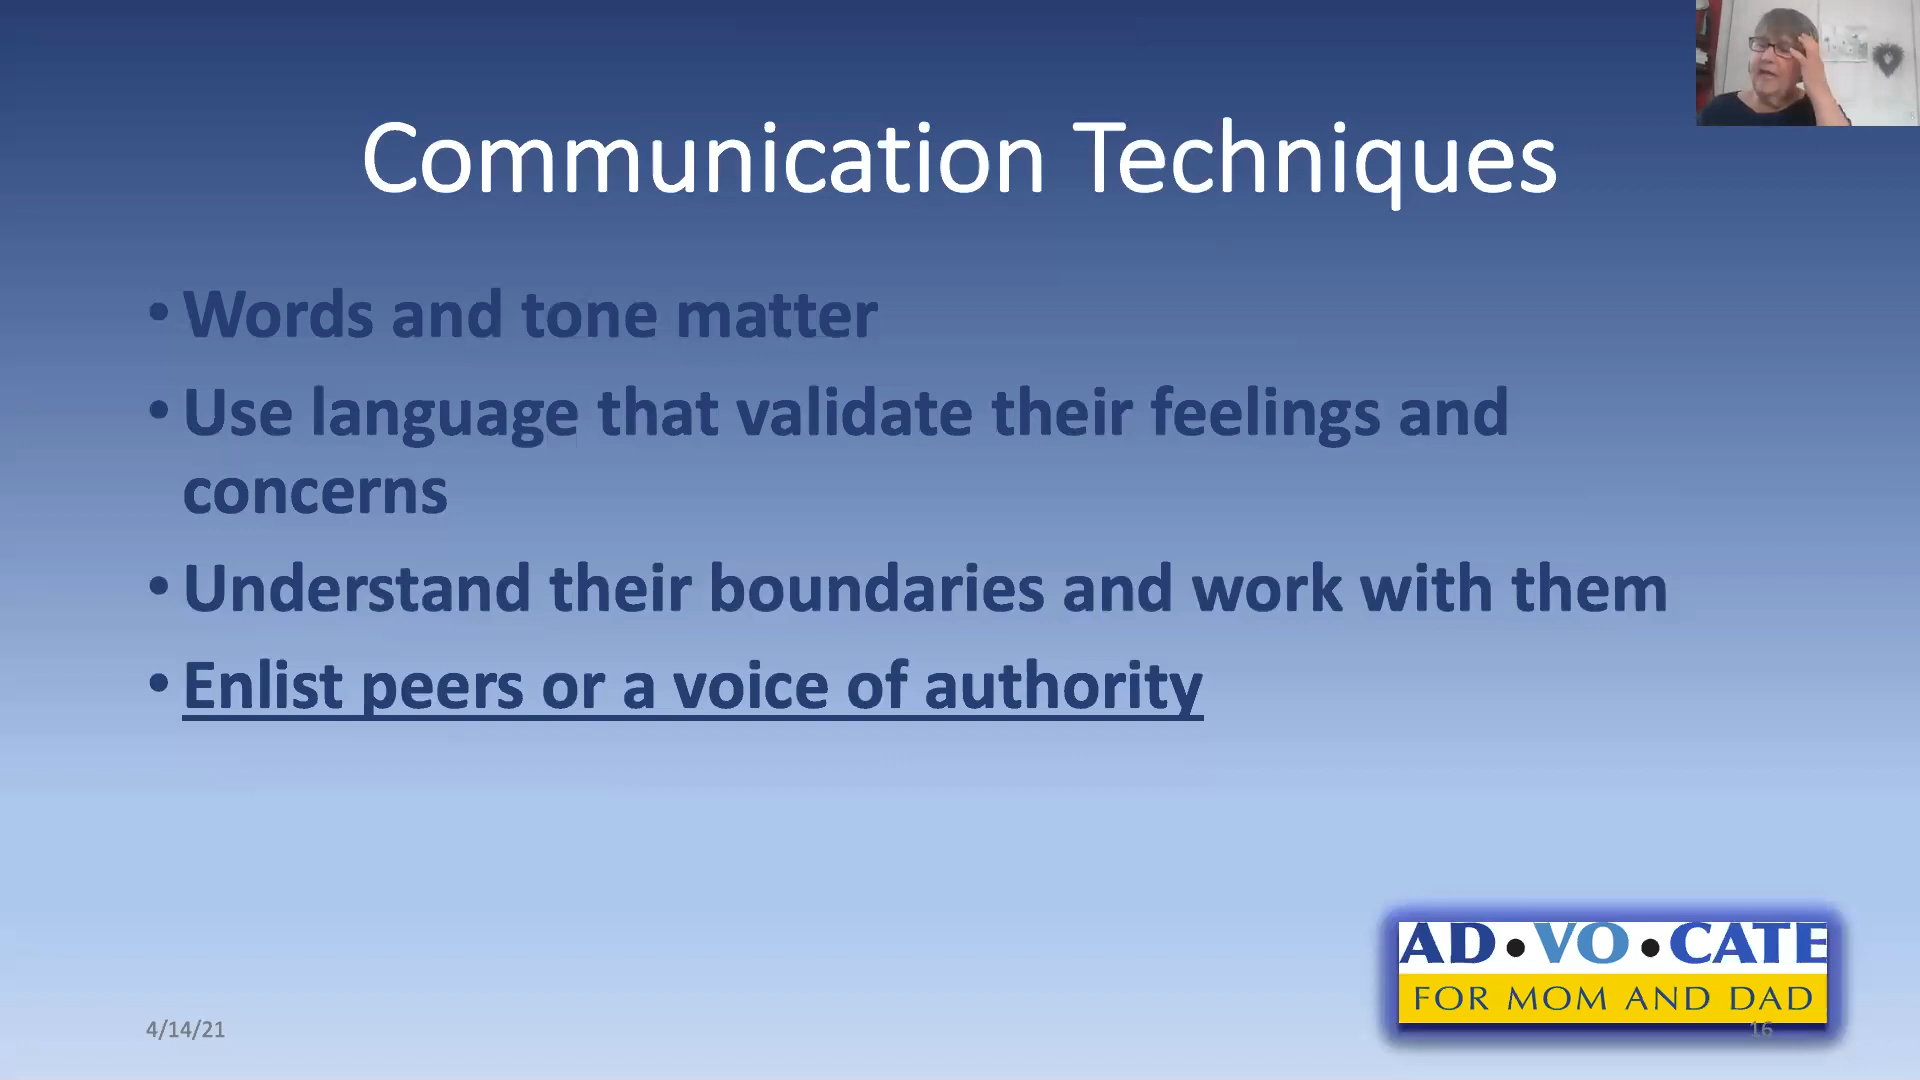 Communication Techniques
• Words and tone matter
• Use language that validate their feelings and
concerns
• Understand their boundaries and work with them
• Enlist peers or a voice of authority
AD•VO•CATE
FOR MOM AND DAD
4/14/21
16